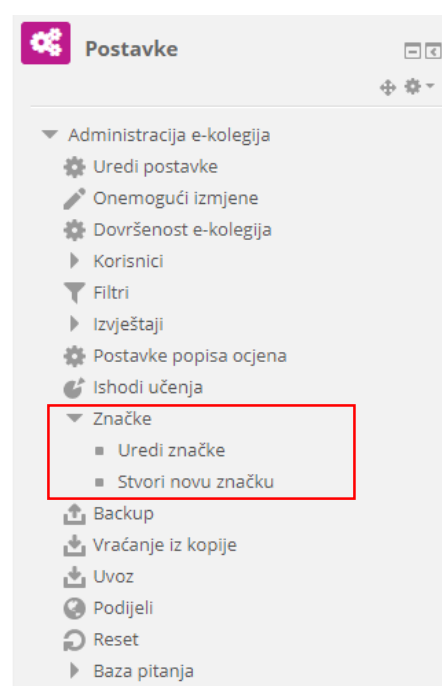 Postavke
Administracija e-kolegija
Uredi postavke
Onemogući izmjene
Dovršenost e-kolegija
Korisnici
Filtri
Izvještaji
Postavke popisa ocjena
Ishodi učenja
Značke
Uredi značke
Stvori novu značku
Backup
Vraćanje iz kopije
Uvoz
Podijeli
Reset
Baza pitanja